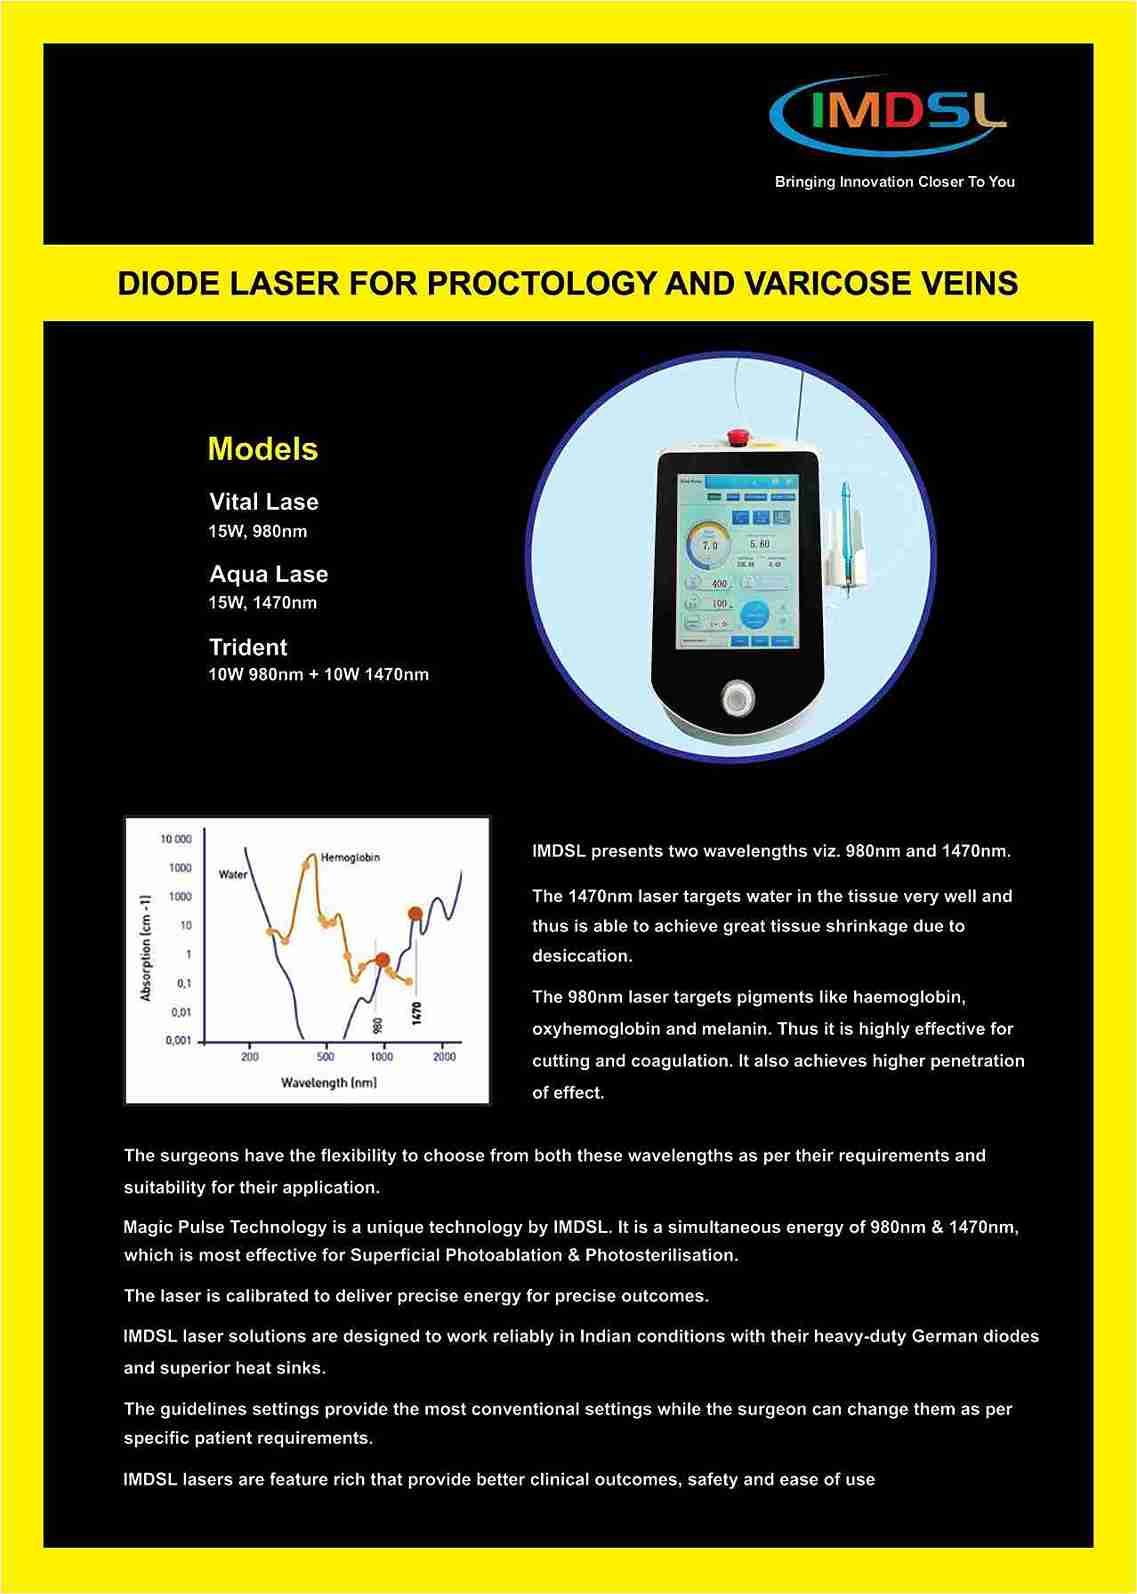 IMDSL
Bringing Innovation Closer To You
DIODE LASER FOR PROCTOLOGY AND VARICOSE VEINS
Models
Vital Lase
15W, 980nm
Aqua Lase
15W, 1470nm
Trident
10W 980nm + 10W 1470nm
7.0
5.60
400
100
10 000
1000
1000
10
1
0,1
0,01
0,001
Absorption (cm -1)
Water
Hemoglobin
980
1470
200
500
1000
2000
Wavelength (nm)
IMDSL presents two wavelengths viz. 980nm and 1470nm.
The 1470nm laser targets water in the tissue very well and
thus is able to achieve great tissue shrinkage due to
desiccation.
The 980nm laser targets pigments like haemoglobin,
oxyhemoglobin and melanin. Thus it is highly effective for
cutting and coagulation. It also achieves higher penetration
of effect.
The surgeons have the flexibility to choose from both these wavelengths as per their requirements and
suitability for their application.
Magic Pulse Technology is a unique technology by IMDSL. It is a simultaneous energy of 980nm & 1470nm,
which is most effective for Superficial Photoablation & Photosterilisation.
The laser is calibrated to deliver precise energy for precise outcomes.
IMDSL laser solutions are designed to work reliably in Indian conditions with their heavy-duty German diodes
and superior heat sinks.
The guidelines settings provide the most conventional settings while the surgeon can change them as per
specific patient requirements.
IMDSL lasers are feature rich that provide better clinical outcomes, safety and ease of use